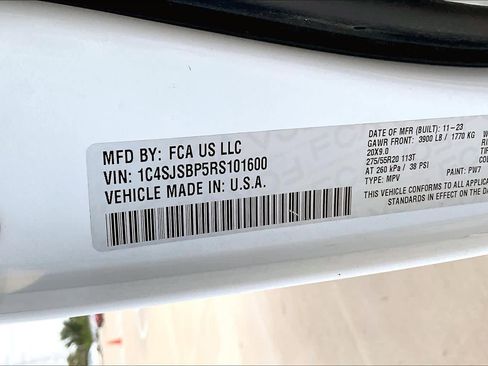 MFD BY: FCA US LLC
VIN: 1C4SJSBP5RS101600
VEHICLE MADE IN: U.S.A.
DATE OF MFR (BUILT): 11-23
GAWR FRONT: 3900 LB / 1770 KG
20X9.0
275/55R20 113T
AT 260 kPa / 38 PSI
TYPE: MPV PAINT: PW7
THIS VEHICLE CONFORMS TO ALL
STANDARDS IN EFFECT ON THE